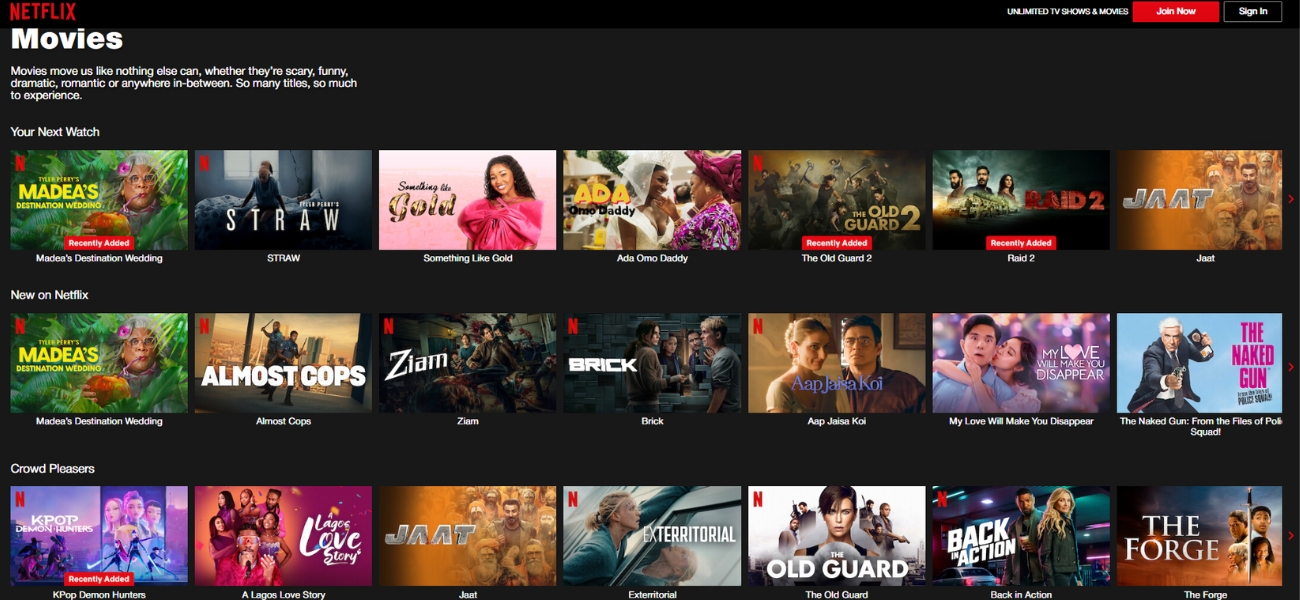 NETFLIX
UNLIMITED TV SHOWS & MOVIES
Join Now
Sign In
Movies
Movies move us like nothing else can, whether they're scary, funny,
dramatic, romantic or anywhere in-between. So many titles, so much
to experience.
Your Next Watch
N
TYLER PERRY'S
MADEA'S
DESTINATION WEDDING
Recently Added
Madea's Destination Wedding
N
TYLER PERRY'S
STRAW
STRAW
Something like
Gold
Something Like Gold
ADA
Omo Daddy
Ada Omo Daddy
N
THE OLD
GUARD 2
Recently Added
The Old Guard 2
RAID 2
Recently Added
Raid 2
JAAT
Jaat
New on Netflix
N
TYLER PERRY'S
MADEA'S
DESTINATION WEDDING
Madea's Destination Wedding
N
ALMOST COPS
Almost Cops
N
Ziam
Ziam
N
BRICK
Brick
N
Aap Jaisa Koi
Aap Jaisa Koi
MY LOVE
WILL MAKE YOU
DISAPPEAR
My Love Will Make You Disappear
THE
NAKED
GUN
From the Files of
POLICE SQUAD!
The Naked Gun: From the Files of Poli
Squad!
Crowd Pleasers
N
KPOP
DEMON HUNTERS
Recently Added
KPop Demon Hunters
A
Lagos
Love
Story
A Lagos Love Story
JAAT
Jaat
N
EXTERRITORIAL
Exterritorial
N
THE
OLD GUARD
The Old Guard
N
BACK
IN ACTION
Back in Action
THE
FORGE
The Forge